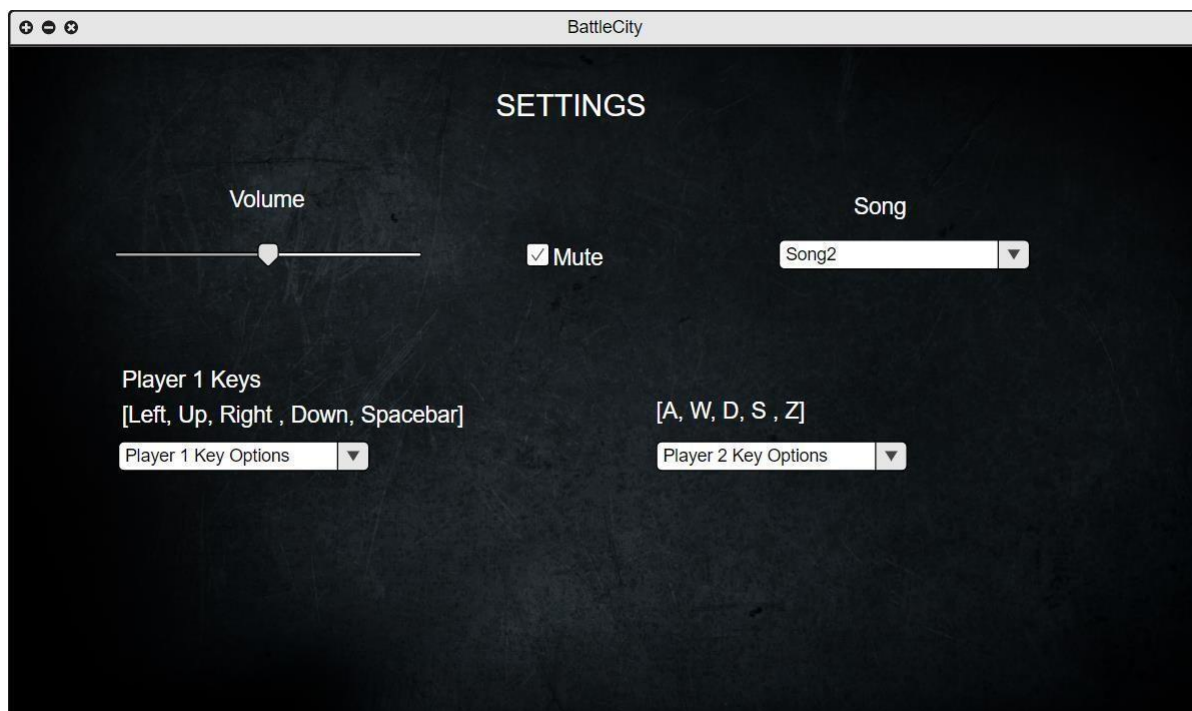 BattleCity
SETTINGS
Volume
Song
Mute
Song2
Player 1 Keys
[Left, Up, Right , Down, Spacebar]
[A, W, D, S , Z]
Player 1 Key Options
Player 2 Key Options